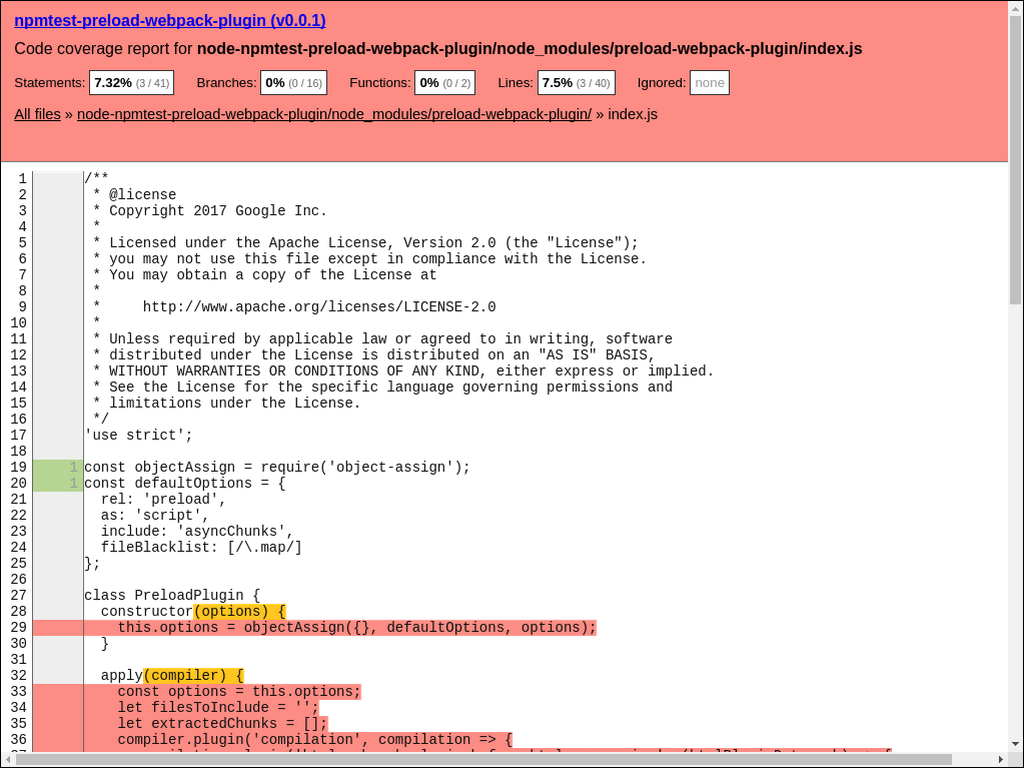 npmtest-preload-webpack-plugin (v0.0.1)
Code coverage report for node-npmtest-preload-webpack-plugin/node_modules/preload-webpack-plugin/index.js
Statements: 7.32% (3 / 41) Branches: 0% (0 / 16) Functions: 0% (0 / 2) Lines: 7.5% (3 / 40) Ignored: none
All files » node-npmtest-preload-webpack-plugin/node_modules/preload-webpack-plugin/ » index.js
1 /**
2 * @license
3 * Copyright 2017 Google Inc.
4 *
5 * Licensed under the Apache License, Version 2.0 (the "License");
6 * you may not use this file except in compliance with the License.
7 * You may obtain a copy of the License at
8 *
9 *     http://www.apache.org/licenses/LICENSE-2.0
10 *
11 * Unless required by applicable law or agreed to in writing, software
12 * distributed under the License is distributed on an "AS IS" BASIS,
13 * WITHOUT WARRANTIES OR CONDITIONS OF ANY KIND, either express or implied.
14 * See the License for the specific language governing permissions and
15 * limitations under the License.
16 */
17 'use strict';
18
19 1 const objectAssign = require('object-assign');
20 1 const defaultOptions = {
21   rel: 'preload',
22   as: 'script',
23   include: 'asyncChunks',
24   fileBlacklist: [/\.map/]
25 };
26
27 class PreloadPlugin {
28   constructor(options) {
29     this.options = objectAssign({}, defaultOptions, options);
30   }
31
32   apply(compiler) {
33     const options = this.options;
34     let filesToInclude = '';
35     let extractedChunks = [];
36     compiler.plugin('compilation', compilation => {